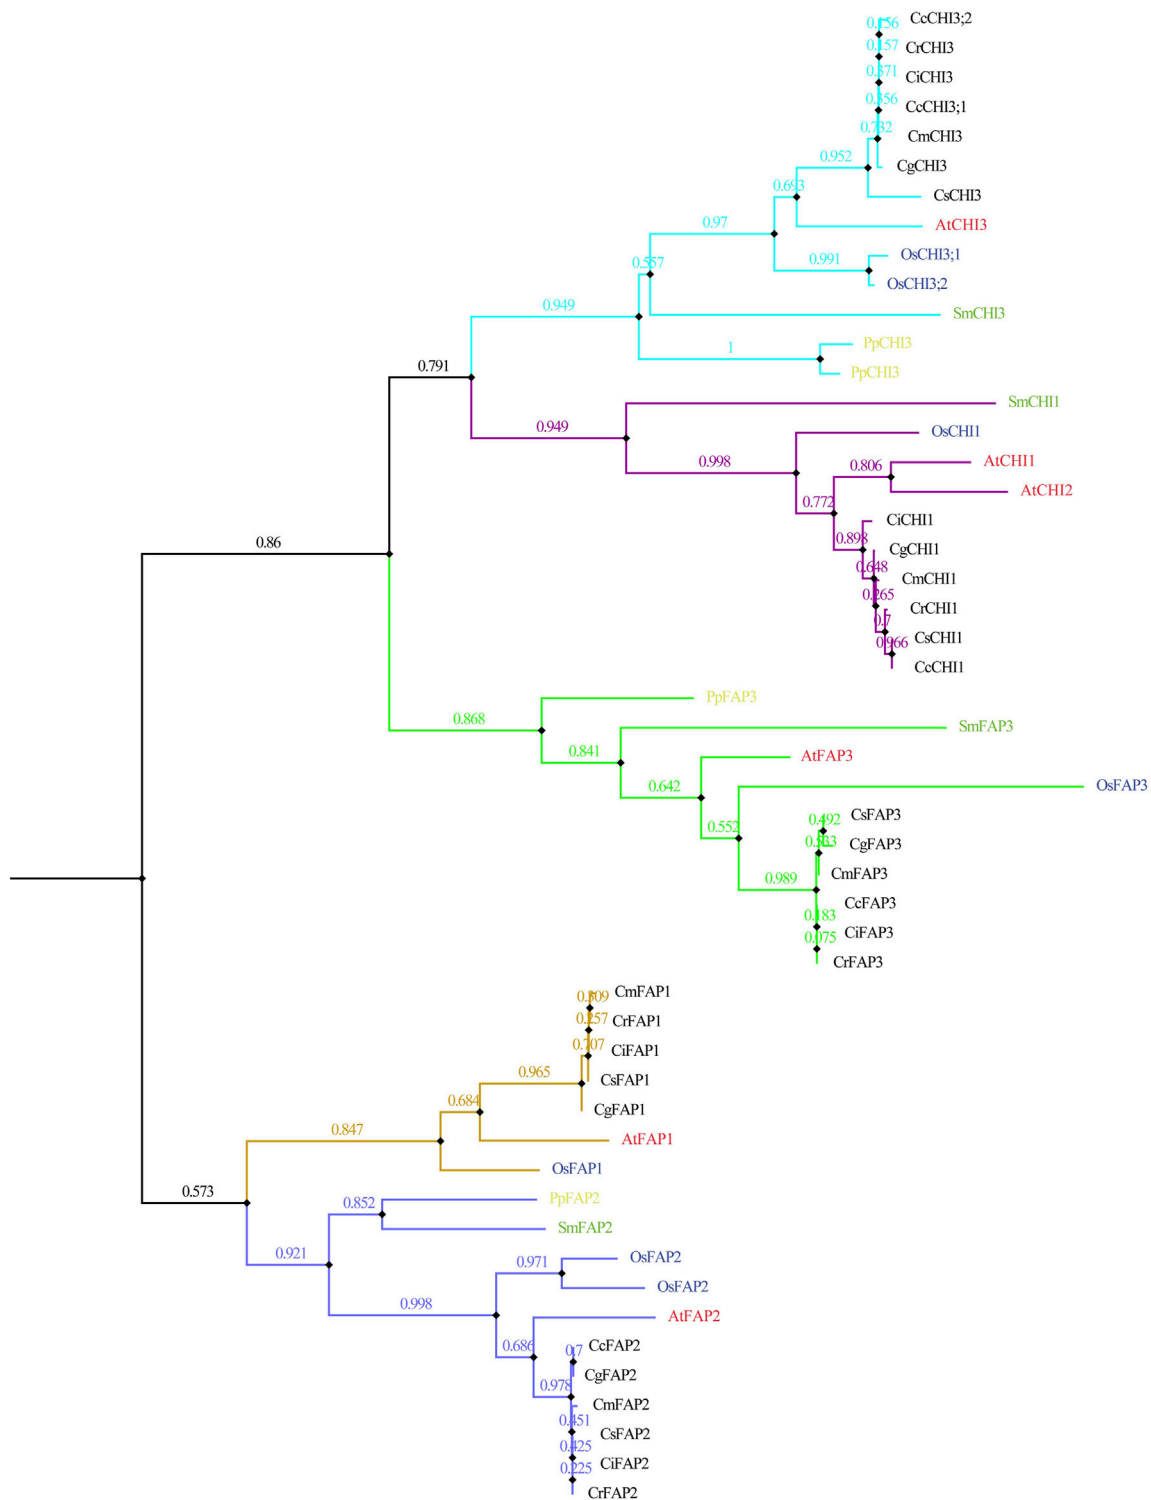 CcCHI3;2
0.156
CrCHI3
0.157
CiCHI3
0.371
CcCHI3;1
0.356
CmCHI3
0.732
0.952
CgCHI3
0.693
CsCHI3
0.97
AtCHI3
OsCHI3;1
0.991
0.557
OsCHI3;2
0.949
SmCHI3
PpCHI3
1
0.791
PpCHI3
SmCHI1
0.949
OsCHI1
0.998
0.806
AtCHI1
AtCHI2
0.772
CiCHI1
0.898
0.86
CgCHI1
0.648
CmCHI1
0.265
CrCHI1
0.7
CsCHI1
0.966
CcCHI1
PpFAP3
0.868
SmFAP3
0.841
AtFAP3
0.642
OsFAP3
CsFAP3
0.492
0.552
CgFAP3
CmFAP3
0.989
CcFAP3
0.183
CiFAP3
0.075
CrFAP3
CmFAP1
0.309
CrFAP1
0.257
CiFAP1
0.707
0.965
CsFAP1
0.684
CgFAP1
0.847
AtFAP1
OsFAP1
0.573
0.852
PpFAP2
SmFAP2
0.921
0.971
OsFAP2
OsFAP2
0.998
AtFAP2
0.686
CcFAP2
0.7
CgFAP2
0.978
CmFAP2
0.451
CsFAP2
0.425
CiFAP2
0.225
CrFAP2